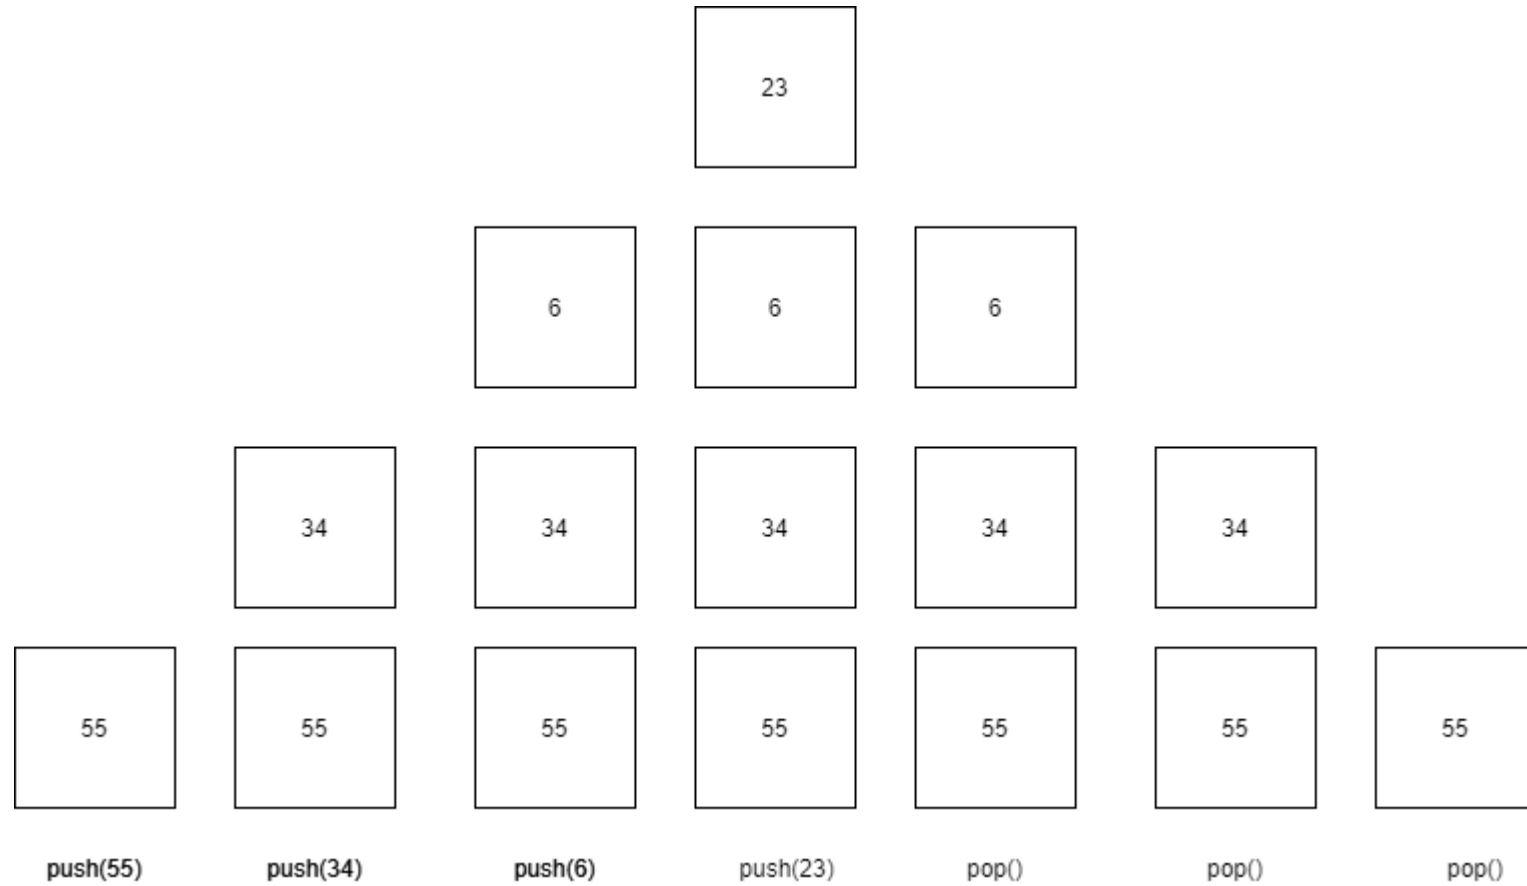 23
6 6 6
34 34 34 34 34
55 55 55 55 55 55 55
push(55) push(34) push(6) push(23) pop() pop() pop()